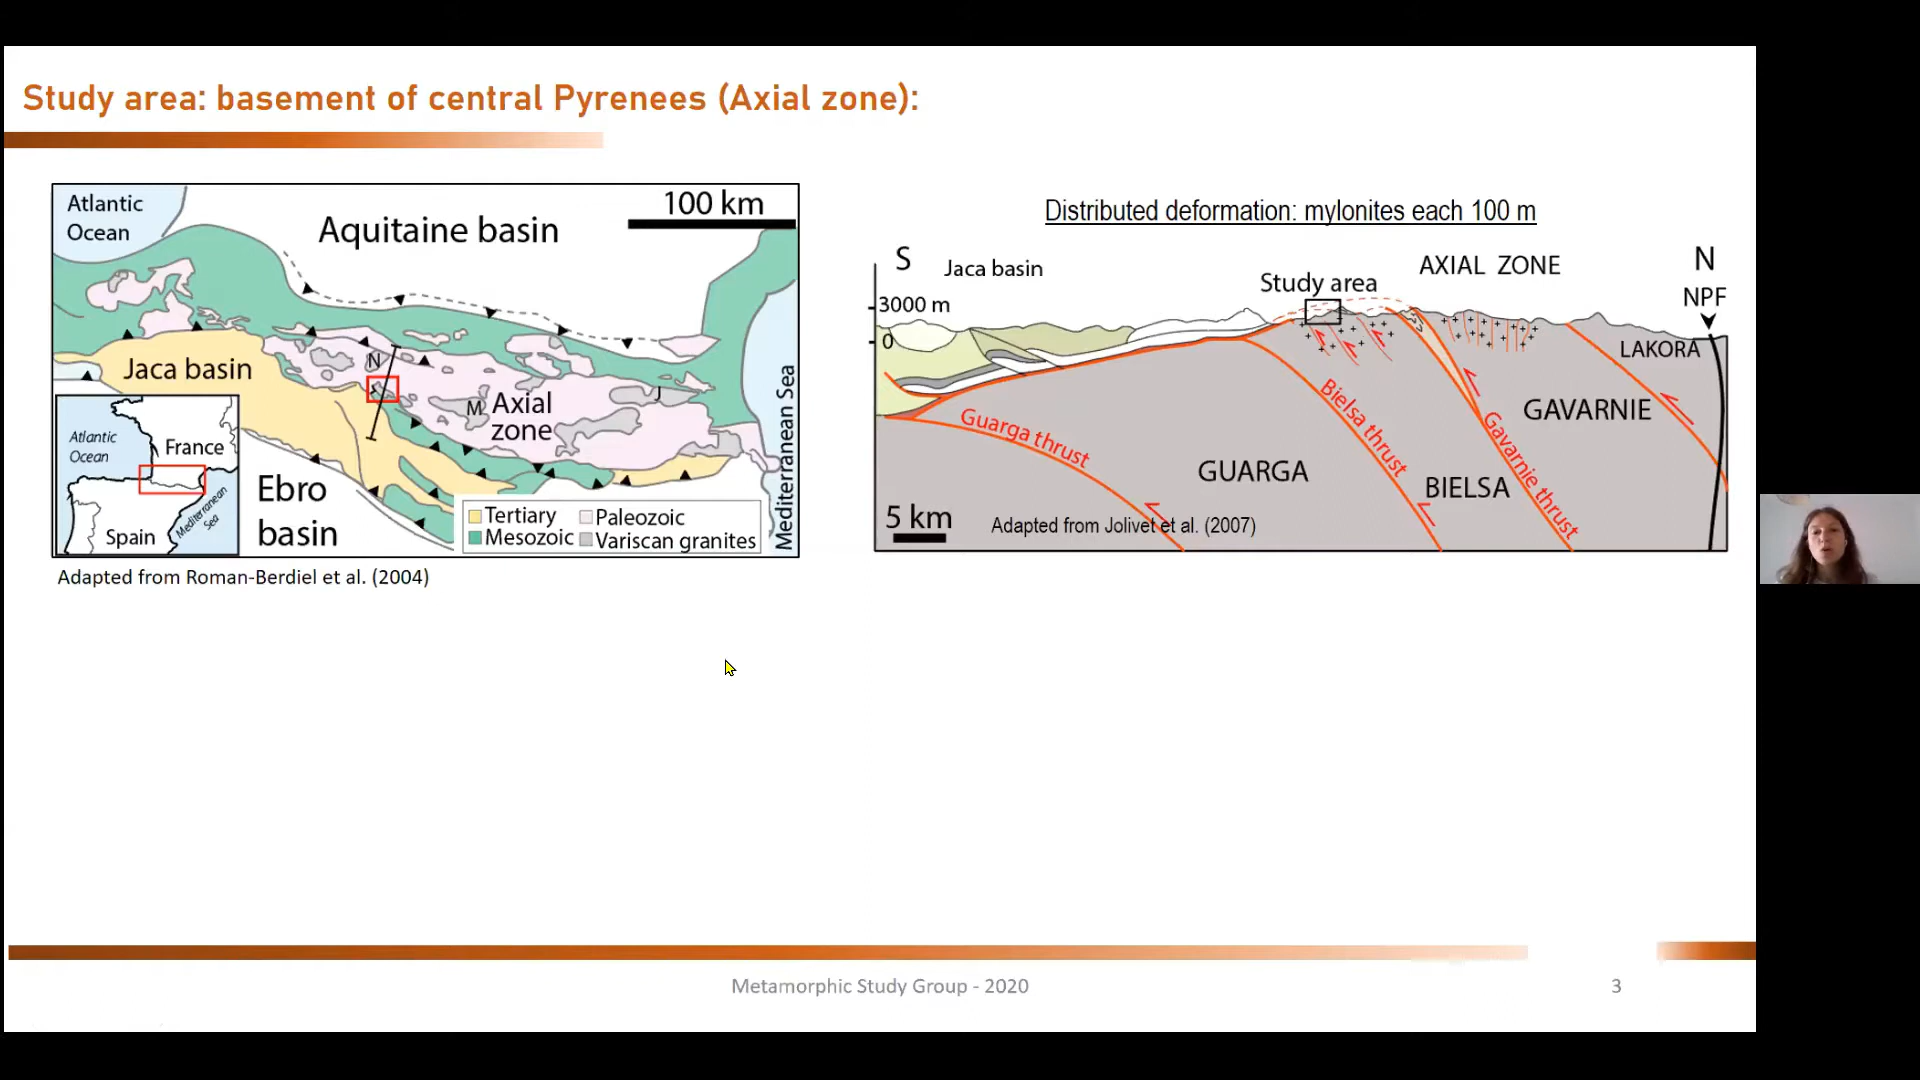 Study area: basement of central Pyrenees (Axial zone):
Atlantic
Ocean
100 km
Aquitaine basin
Jaca basin
N
M
J
Axial
zone
Mediterranean Sea
Atlantic
Ocean
France
Spain
Mediterranean
Sea
Ebro
basin
Tertiary
Paleozoic
Mesozoic
Variscan granites
Adapted from Roman-Berdiel et al. (2004)
Distributed deformation: mylonites each 100 m
S
Jaca basin
Study area
AXIAL ZONE
N
NPF
3000 m
0
LAKORA
Guarga thrust
Bielsa thrust
Gavarnie thrust
GAVARNIE
GUARGA
BIELSA
5 km
Adapted from Jolivet et al. (2007)
Metamorphic Study Group - 2020
3